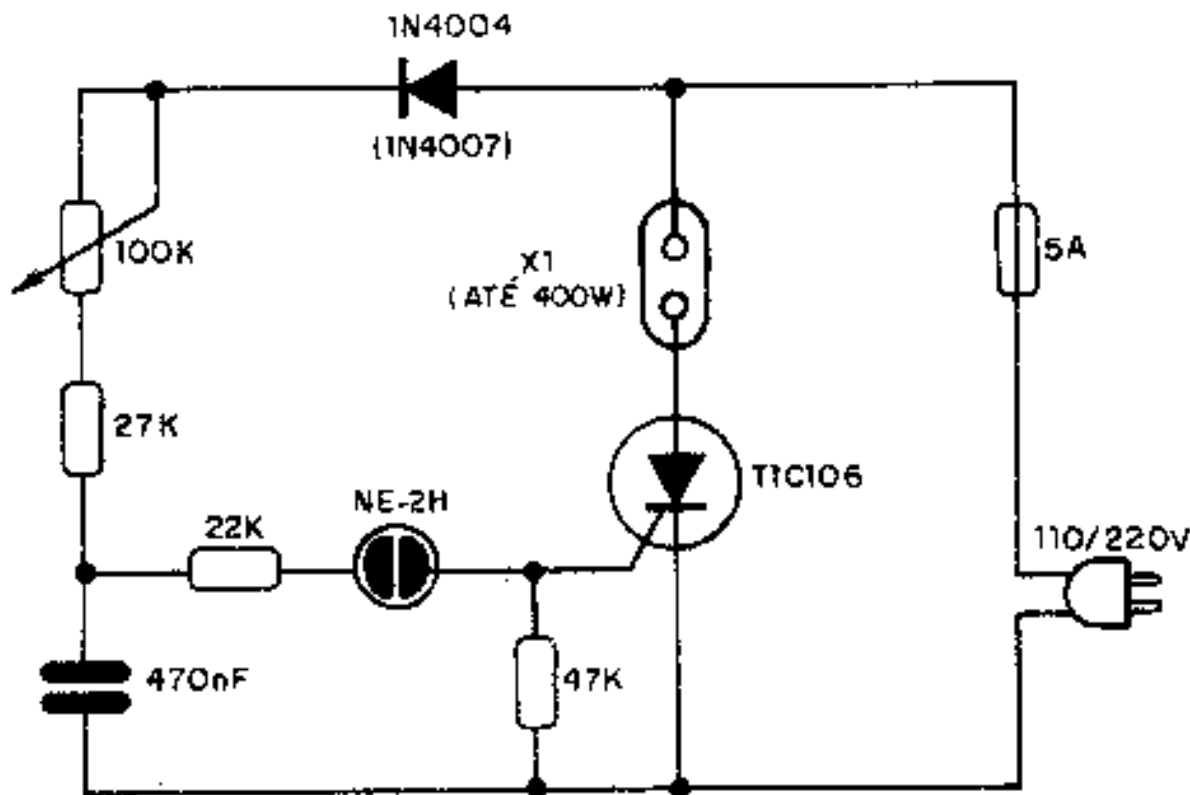 1N4004
(1N4007)
100K
X1
(ATÉ 400W)
5A
27K
TIC106
NE-2H
22K
110/220V
470nF
47K